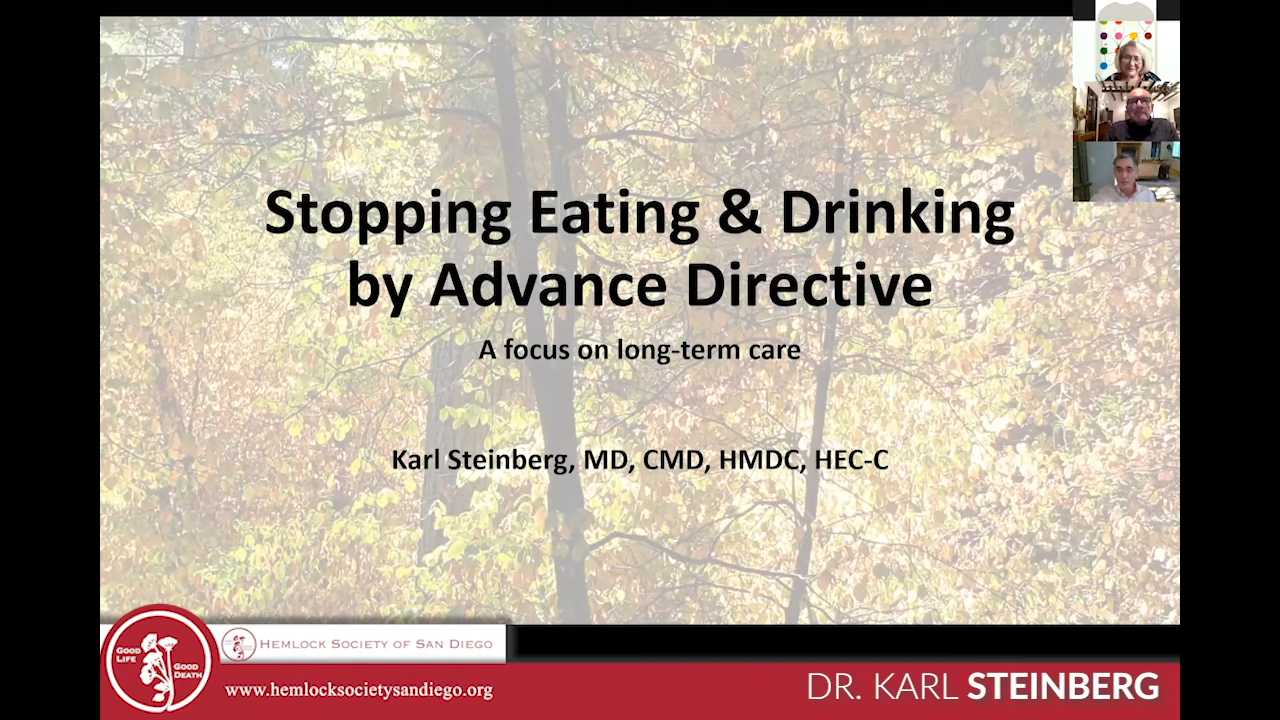 Stopping Eating & Drinking
by Advance Directive
A focus on long-term care
Karl Steinberg, MD, CMD, HMDC, HEC-C
GOOD LIFE
GOOD DEATH
HEMLOCK SOCIETY OF SAN DIEGO
www.hemlocksocietysandiego.org
DR. KARL STEINBERG